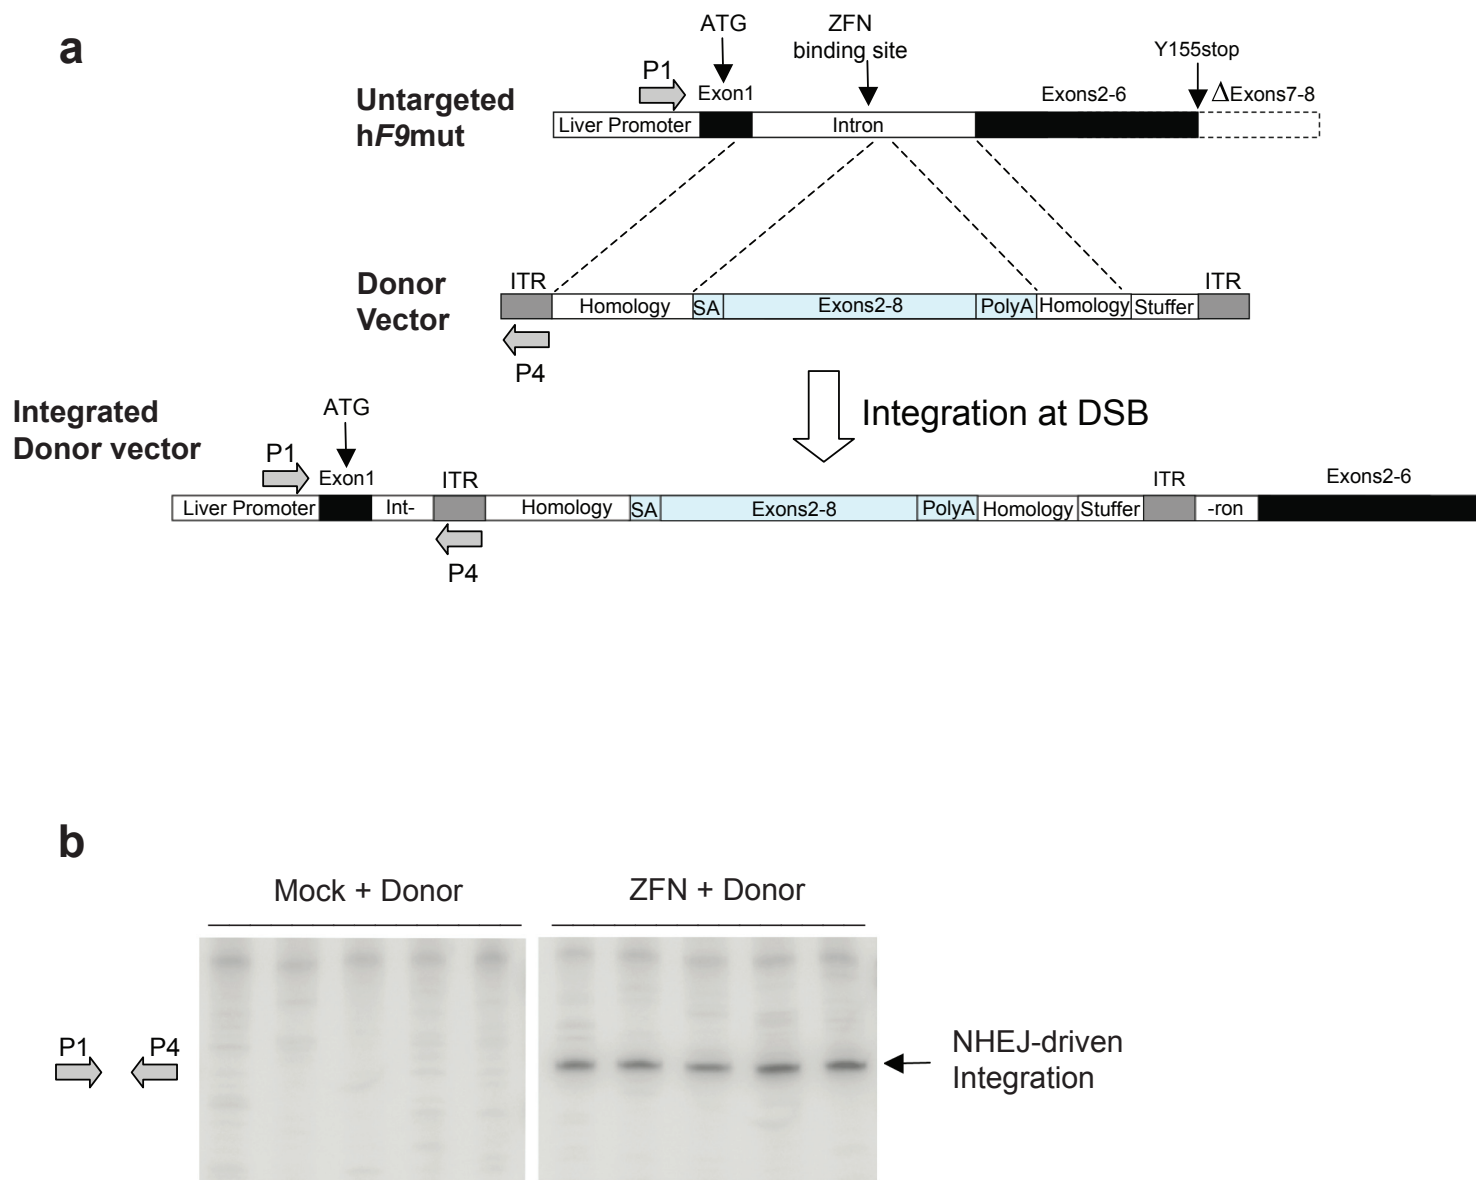 a
ATG
ZFN
binding site
Y155stop
P1
Exon1
Exons2-6
ΔExons7-8
Untargeted
hF9mut
Liver Promoter
Intron
Donor
Vector
ITR
ITR
Homology
SA
Exons2-8
PolyA
Homology
Stuffer
P4
Integration at DSB
Integrated
Donor vector
ATG
P1
Exon1
ITR
ITR
Exons2-6
Liver Promoter
Int-
Homology
SA
Exons2-8
PolyA
Homology
Stuffer
-ron
P4
b
Mock + Donor
ZFN + Donor
P1
P4
NHEJ-driven
Integration